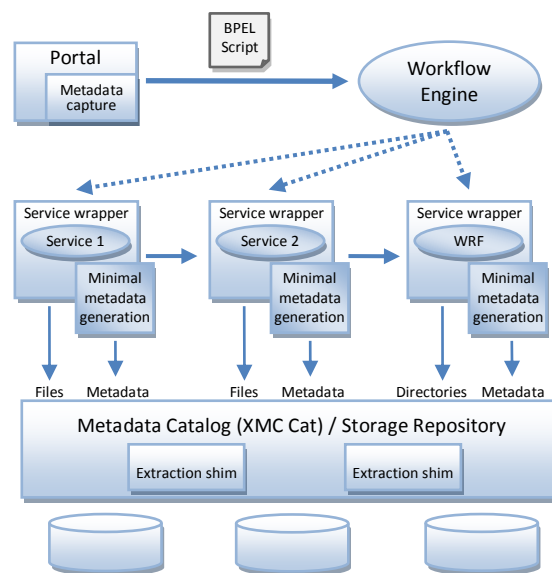 BPEL
Script
Portal
Metadata
capture
Workflow
Engine
Service wrapper
Service 1
Minimal
metadata
generation
Service wrapper
Service 2
Minimal
metadata
generation
Service wrapper
WRF
Minimal
metadata
generation
Files
Metadata
Files
Metadata
Directories
Metadata
Metadata Catalog (XMC Cat) / Storage Repository
Extraction shim
Extraction shim